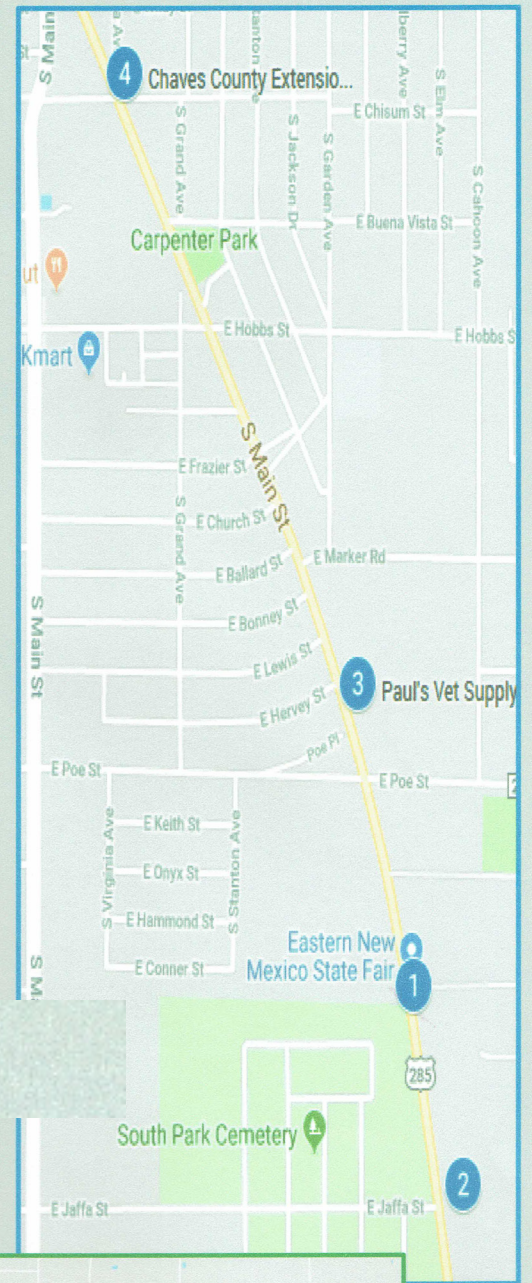 S Main
S Grand Ave
4
Chaves County Extensio...
S Jackson Dr
S Garden Ave
E Chisum St
S Elm Ave
S Cahoon Ave
E Buena Vista St
Carpenter Park
E Hobbs St
E Hobbs S
Kmart
S Main St
E Frazier St
S Grand Ave
E Church St
E Ballard St
E Marker Rd
E Bonney St
S Main St
E Lewis St
3
Paul's Vet Supply
E Hervey St
Poe Pl
E Poe St
E Poe St
S Virginia Ave
E Keith St
S Stanton Ave
E Onyx St
E Hammond St
E Conner St
Eastern New
Mexico State Fair
1
285
South Park Cemetery
2
E Jaffa St
E Jaffa St